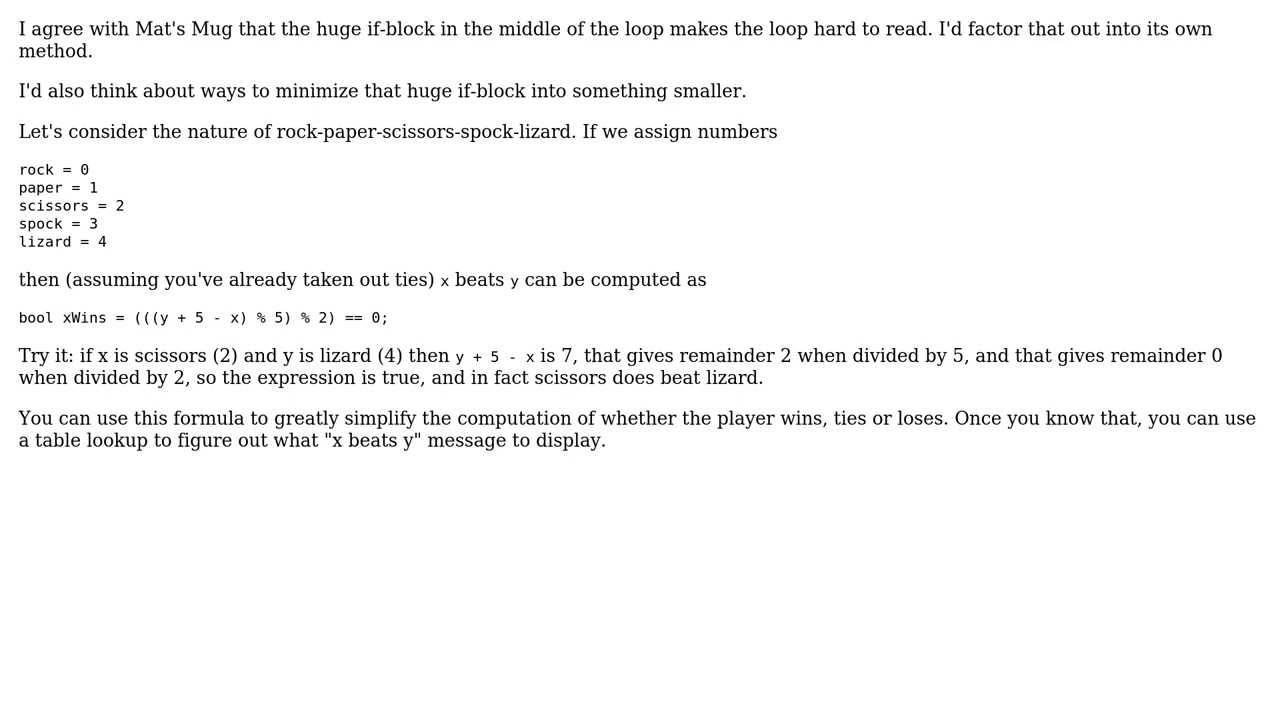 I agree with Mat's Mug that the huge if-block in the middle of the loop makes the loop hard to read. I'd factor that out into its own
method.
I'd also think about ways to minimize that huge if-block into something smaller.
Let's consider the nature of rock-paper-scissors-spock-lizard. If we assign numbers
rock = 0
paper = 1
scissors = 2
spock = 3
lizard = 4
then (assuming you've already taken out ties) x beats y can be computed as
bool xWins = (((y + 5 - x) % 5) % 2) == 0;
Try it: if x is scissors (2) and y is lizard (4) then y + 5 - x is 7, that gives remainder 2 when divided by 5, and that gives remainder 0
when divided by 2, so the expression is true, and in fact scissors does beat lizard.
You can use this formula to greatly simplify the computation of whether the player wins, ties or loses. Once you know that, you can use
a table lookup to figure out what "x beats y" message to display.